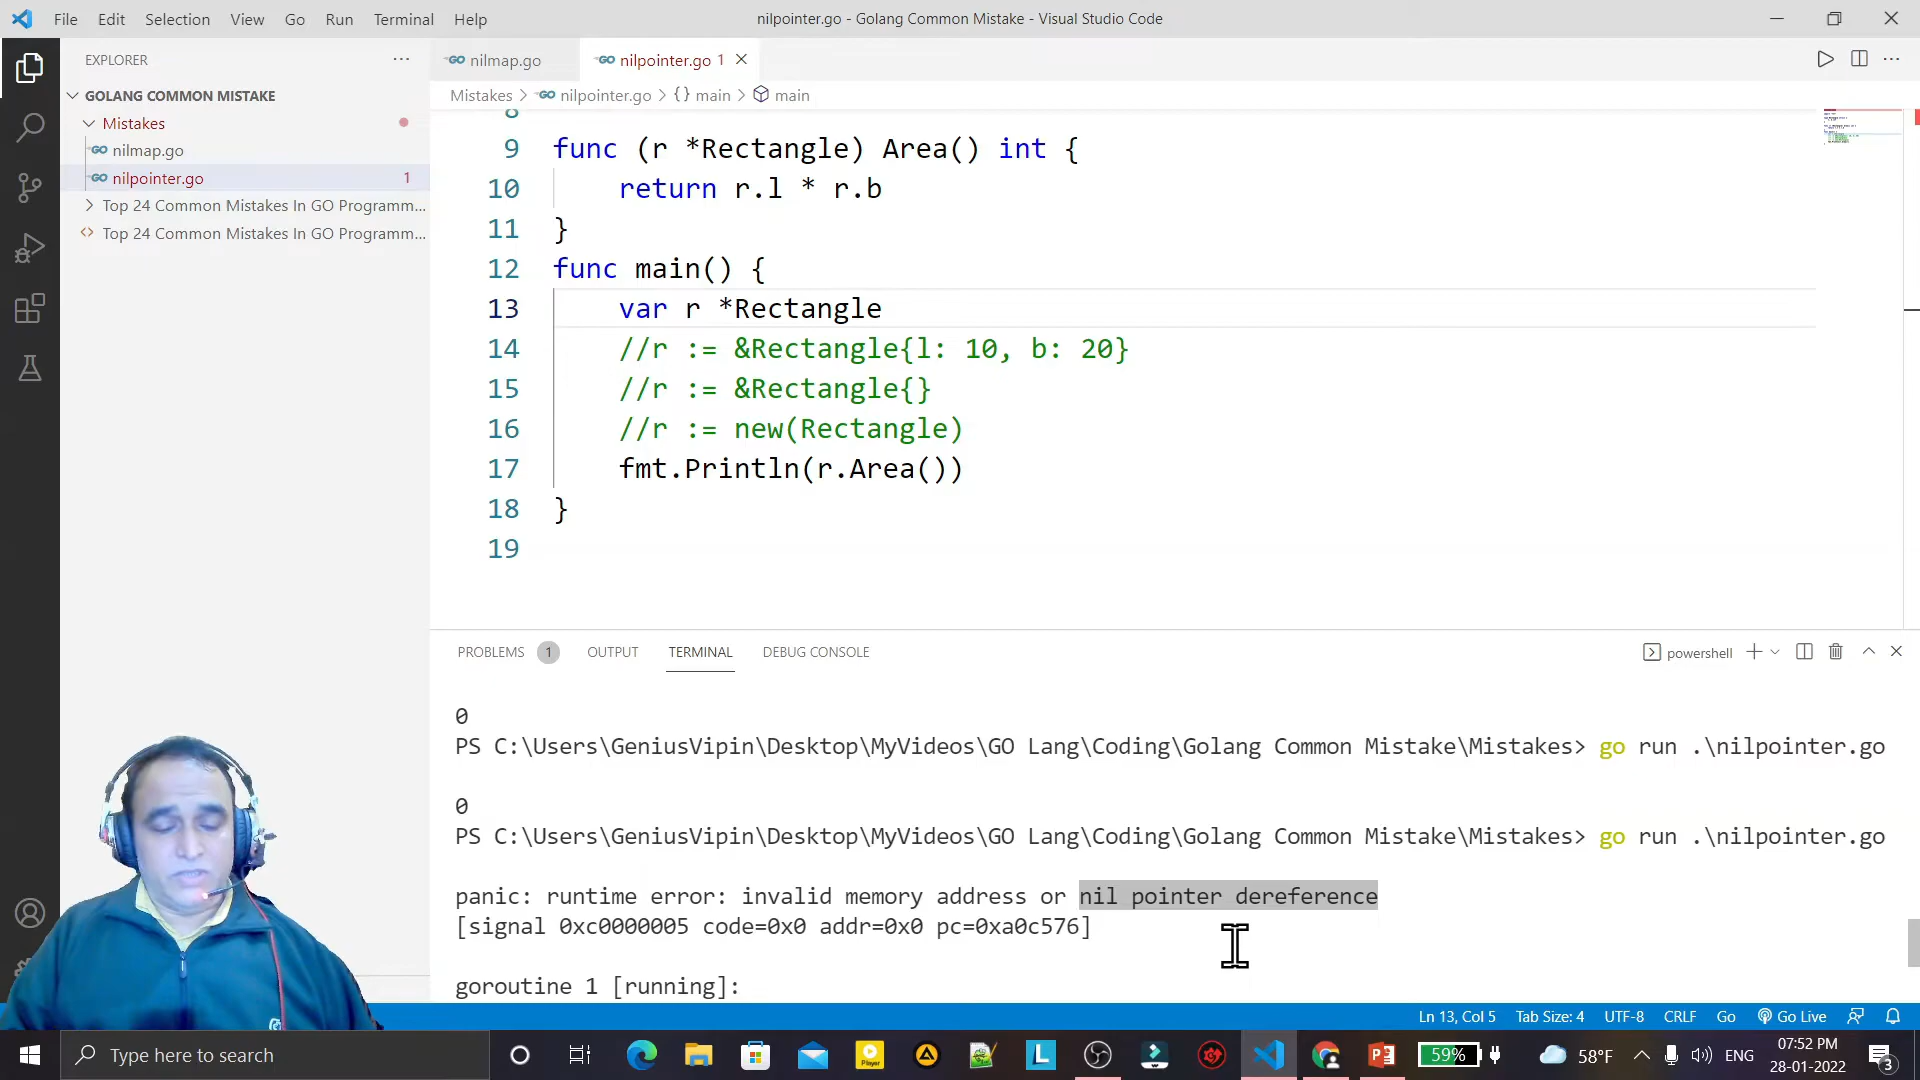 File Edit Selection View Go Run Terminal Help
nilpointer.go - Golang Common Mistake - Visual Studio Code
EXPLORER
GOLANG COMMON MISTAKE
Mistakes
nilmap.go
nilpointer.go 1
Top 24 Common Mistakes In GO Programm...
Top 24 Common Mistakes In GO Programm...
nilmap.go nilpointer.go 1
Mistakes > nilpointer.go > {} main > main
8
9 func (r *Rectangle) Area() int {
10 return r.l * r.b
11 }
12 func main() {
13 var r *Rectangle
14 //r := &Rectangle{l: 10, b: 20}
15 //r := &Rectangle{}
16 //r := new(Rectangle)
17 fmt.Println(r.Area())
18 }
19
PROBLEMS 1 OUTPUT TERMINAL DEBUG CONSOLE
powershell
0
PS C:\Users\GeniusVipin\Desktop\MyVideos\GO Lang\Coding\Golang Common Mistake\Mistakes> go run .\nilpointer.go
0
PS C:\Users\GeniusVipin\Desktop\MyVideos\GO Lang\Coding\Golang Common Mistake\Mistakes> go run .\nilpointer.go
panic: runtime error: invalid memory address or nil pointer dereference
[signal 0xc0000005 code=0x0 addr=0x0 pc=0xa0c576]
goroutine 1 [running]:
Ln 13, Col 5 Tab Size: 4 UTF-8 CRLF Go Go Live
Type here to search
59%
58°F
ENG
07:52 PM
28-01-2022
3